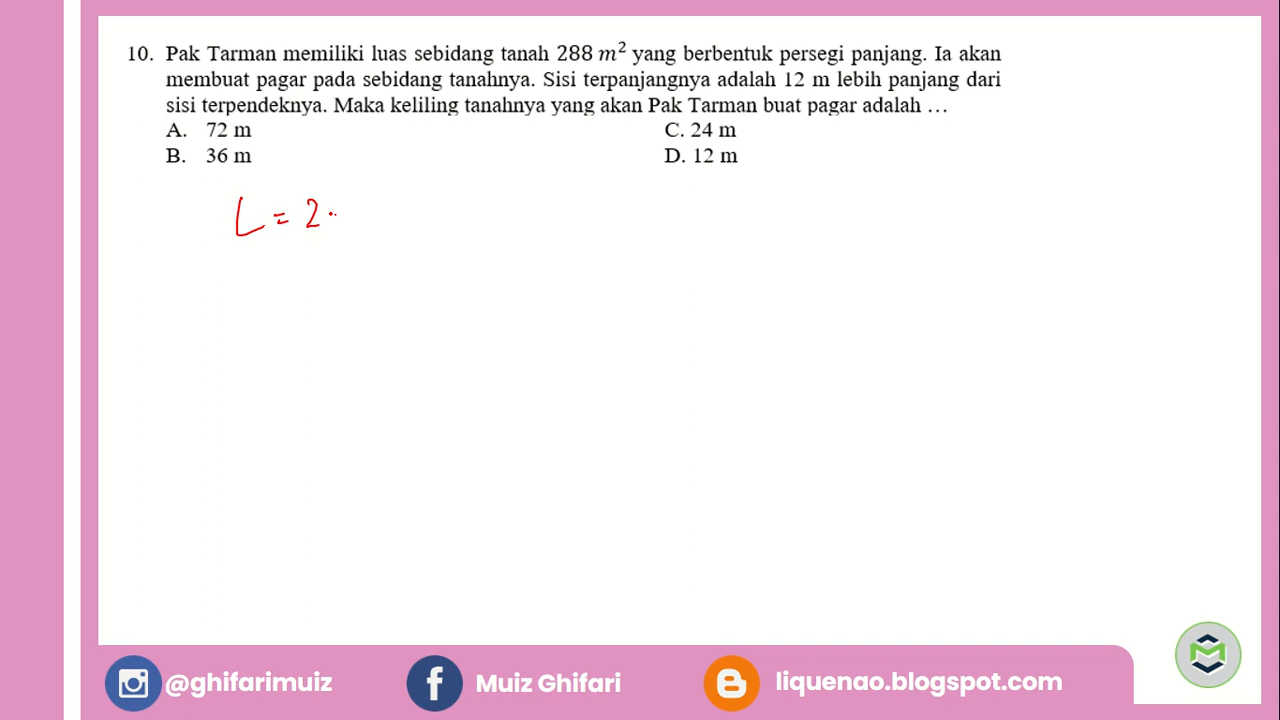 10. Pak Tarman memiliki luas sebidang tanah 288 m² yang berbentuk persegi panjang. Ia akan
membuat pagar pada sebidang tanahnya. Sisi terpanjangnya adalah 12 m lebih panjang dari
sisi terpendeknya. Maka keliling tanahnya yang akan Pak Tarman buat pagar adalah …
A. 72 m C. 24 m
B. 36 m D. 12 m
L = 2.
@ghifarimuiz Muiz Ghifari liquenao.blogspot.com